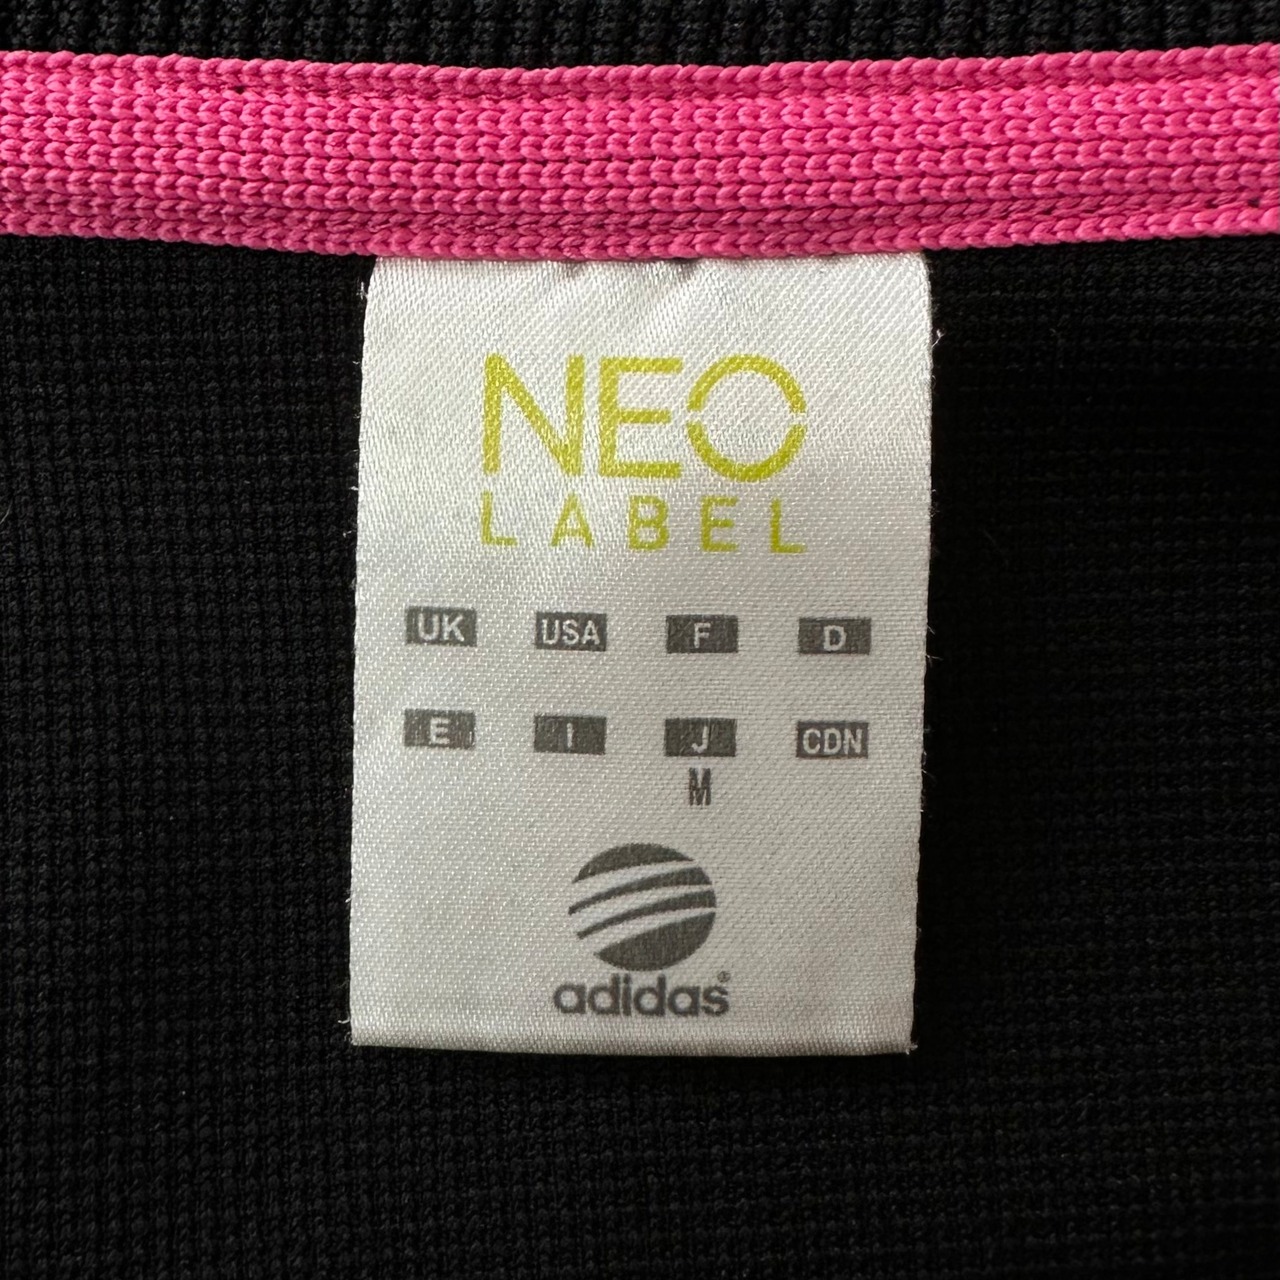 NEO
LABEL
UK USA F D
E I J CDN
M
adidas®